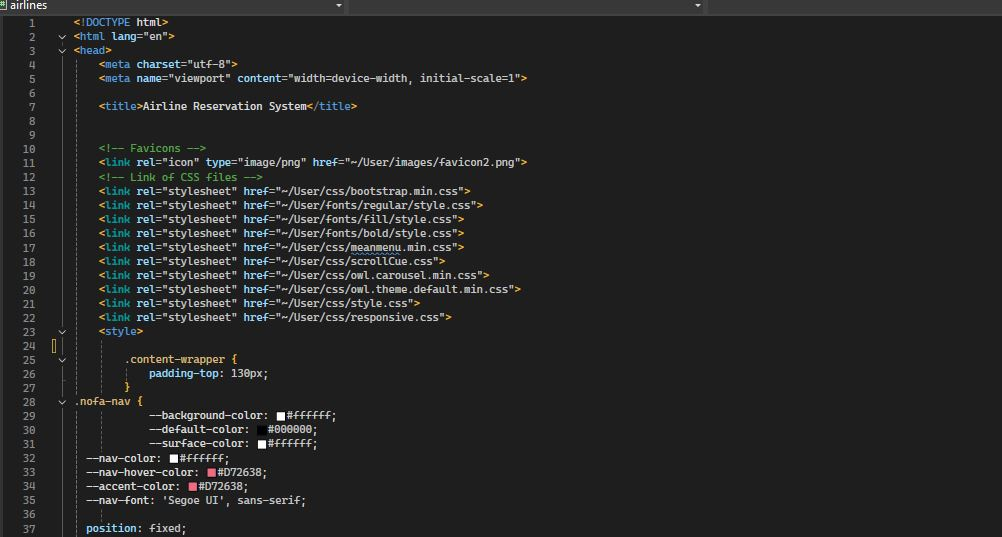 airlines
1 <!DOCTYPE html>
2 <html lang="en">
3 <head>
4 <meta charset="utf-8">
5 <meta name="viewport" content="width=device-width, initial-scale=1">
6
7 <title>Airline Reservation System</title>
8
9
10 <!-- Favicons -->
11 <link rel="icon" type="image/png" href="~/User/images/favicon2.png">
12 <!-- Link of CSS files -->
13 <link rel="stylesheet" href="~/User/css/bootstrap.min.css">
14 <link rel="stylesheet" href="~/User/fonts/regular/style.css">
15 <link rel="stylesheet" href="~/User/fonts/fill/style.css">
16 <link rel="stylesheet" href="~/User/fonts/bold/style.css">
17 <link rel="stylesheet" href="~/User/css/meanmenu.min.css">
18 <link rel="stylesheet" href="~/User/css/scrollCue.css">
19 <link rel="stylesheet" href="~/User/css/owl.carousel.min.css">
20 <link rel="stylesheet" href="~/User/css/owl.theme.default.min.css">
21 <link rel="stylesheet" href="~/User/css/style.css">
22 <link rel="stylesheet" href="~/User/css/responsive.css">
23 <style>
24
25 .content-wrapper {
26 padding-top: 130px;
27 }
28 .nofa-nav {
29 --background-color: #ffffff;
30 --default-color: #000000;
31 --surface-color: #ffffff;
32 --nav-color: #ffffff;
33 --nav-hover-color: #D72638;
34 --accent-color: #D72638;
35 --nav-font: 'Segoe UI', sans-serif;
36
37 position: fixed;